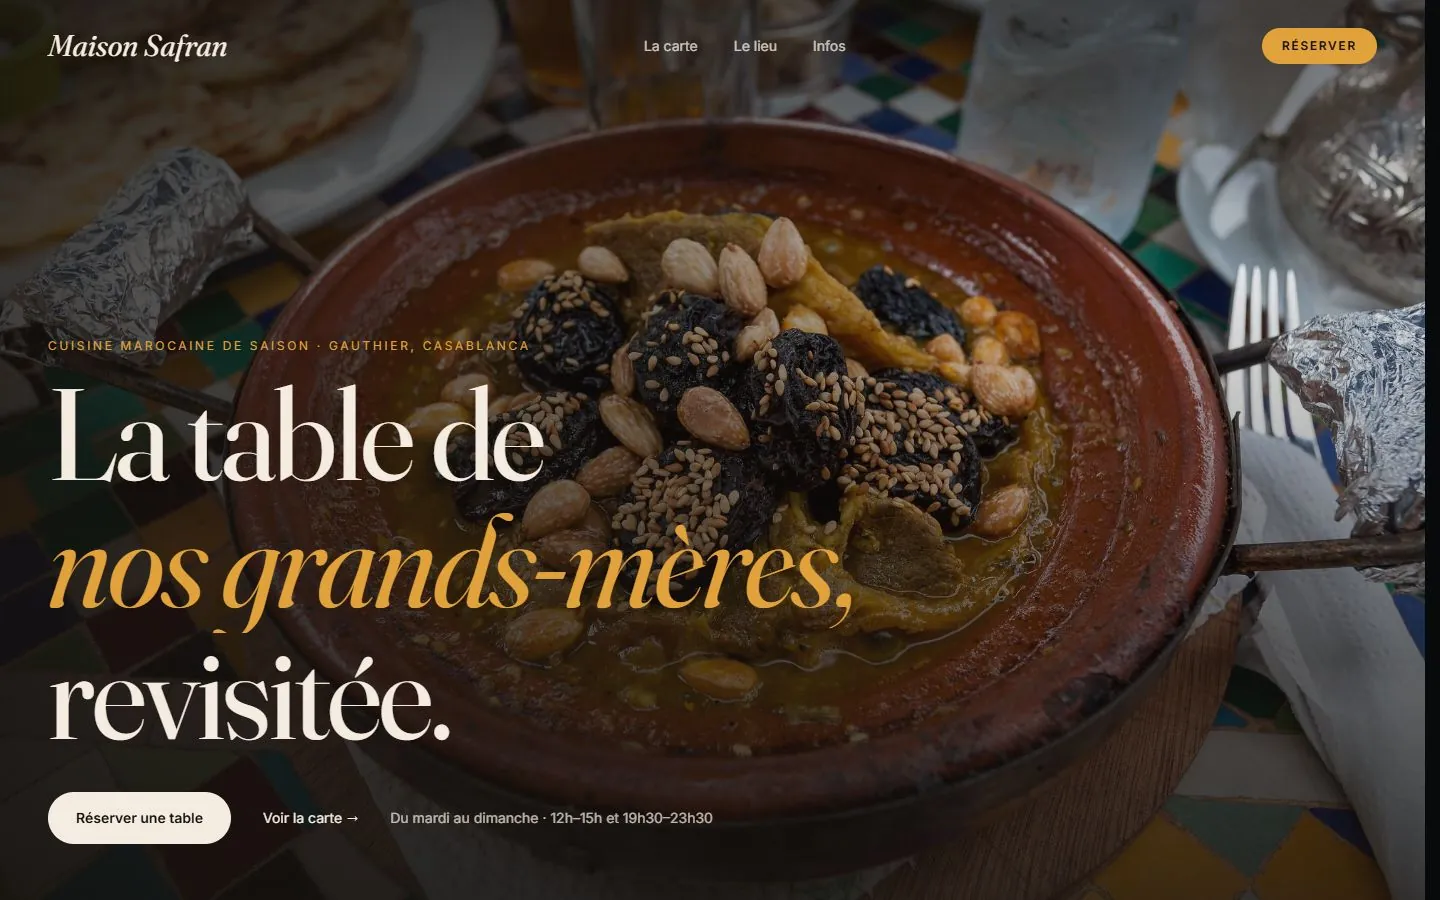 Maison Safran
La carte
Le lieu
Infos
RÉSERVER
CUISINE MAROCAINE DE SAISON · GAUTHIER, CASABLANCA
La table de
nos grands-mères,
revisitée.
Réserver une table
Voir la carte →
Du mardi au dimanche · 12h–15h et 19h30–23h30